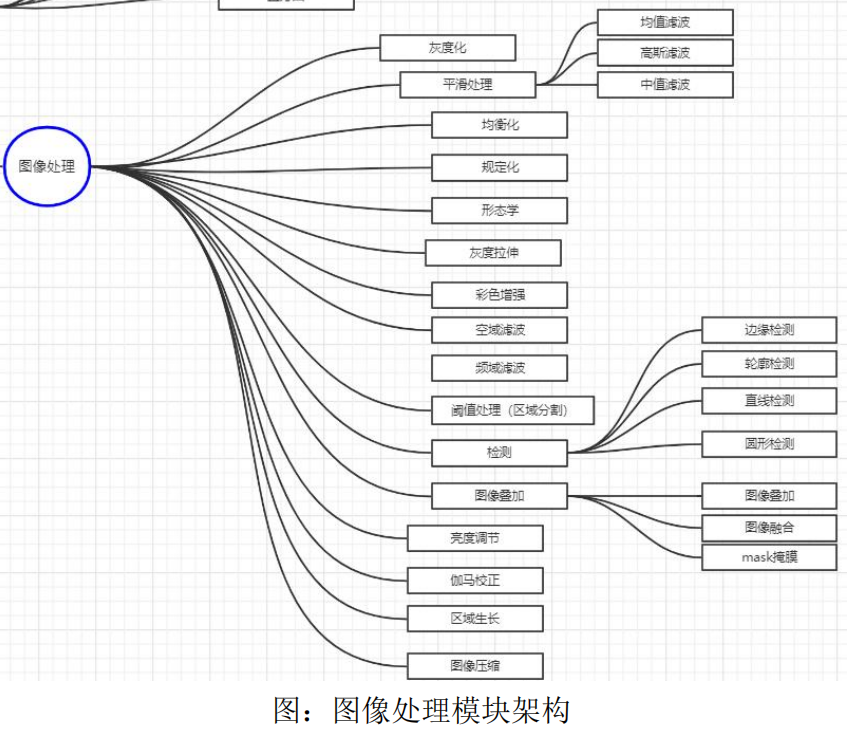 灰度化
平滑处理
均值滤波
高斯滤波
中值滤波
均衡化
图像处理
规定化
形态学
灰度拉伸
彩色增强
空域滤波
频域滤波
阈值处理（区域分割）
检测
边缘检测
轮廓检测
直线检测
圆形检测
图像叠加
图像叠加
图像融合
mask掩膜
亮度调节
伽马校正
区域生长
图像压缩
图：图像处理模块架构